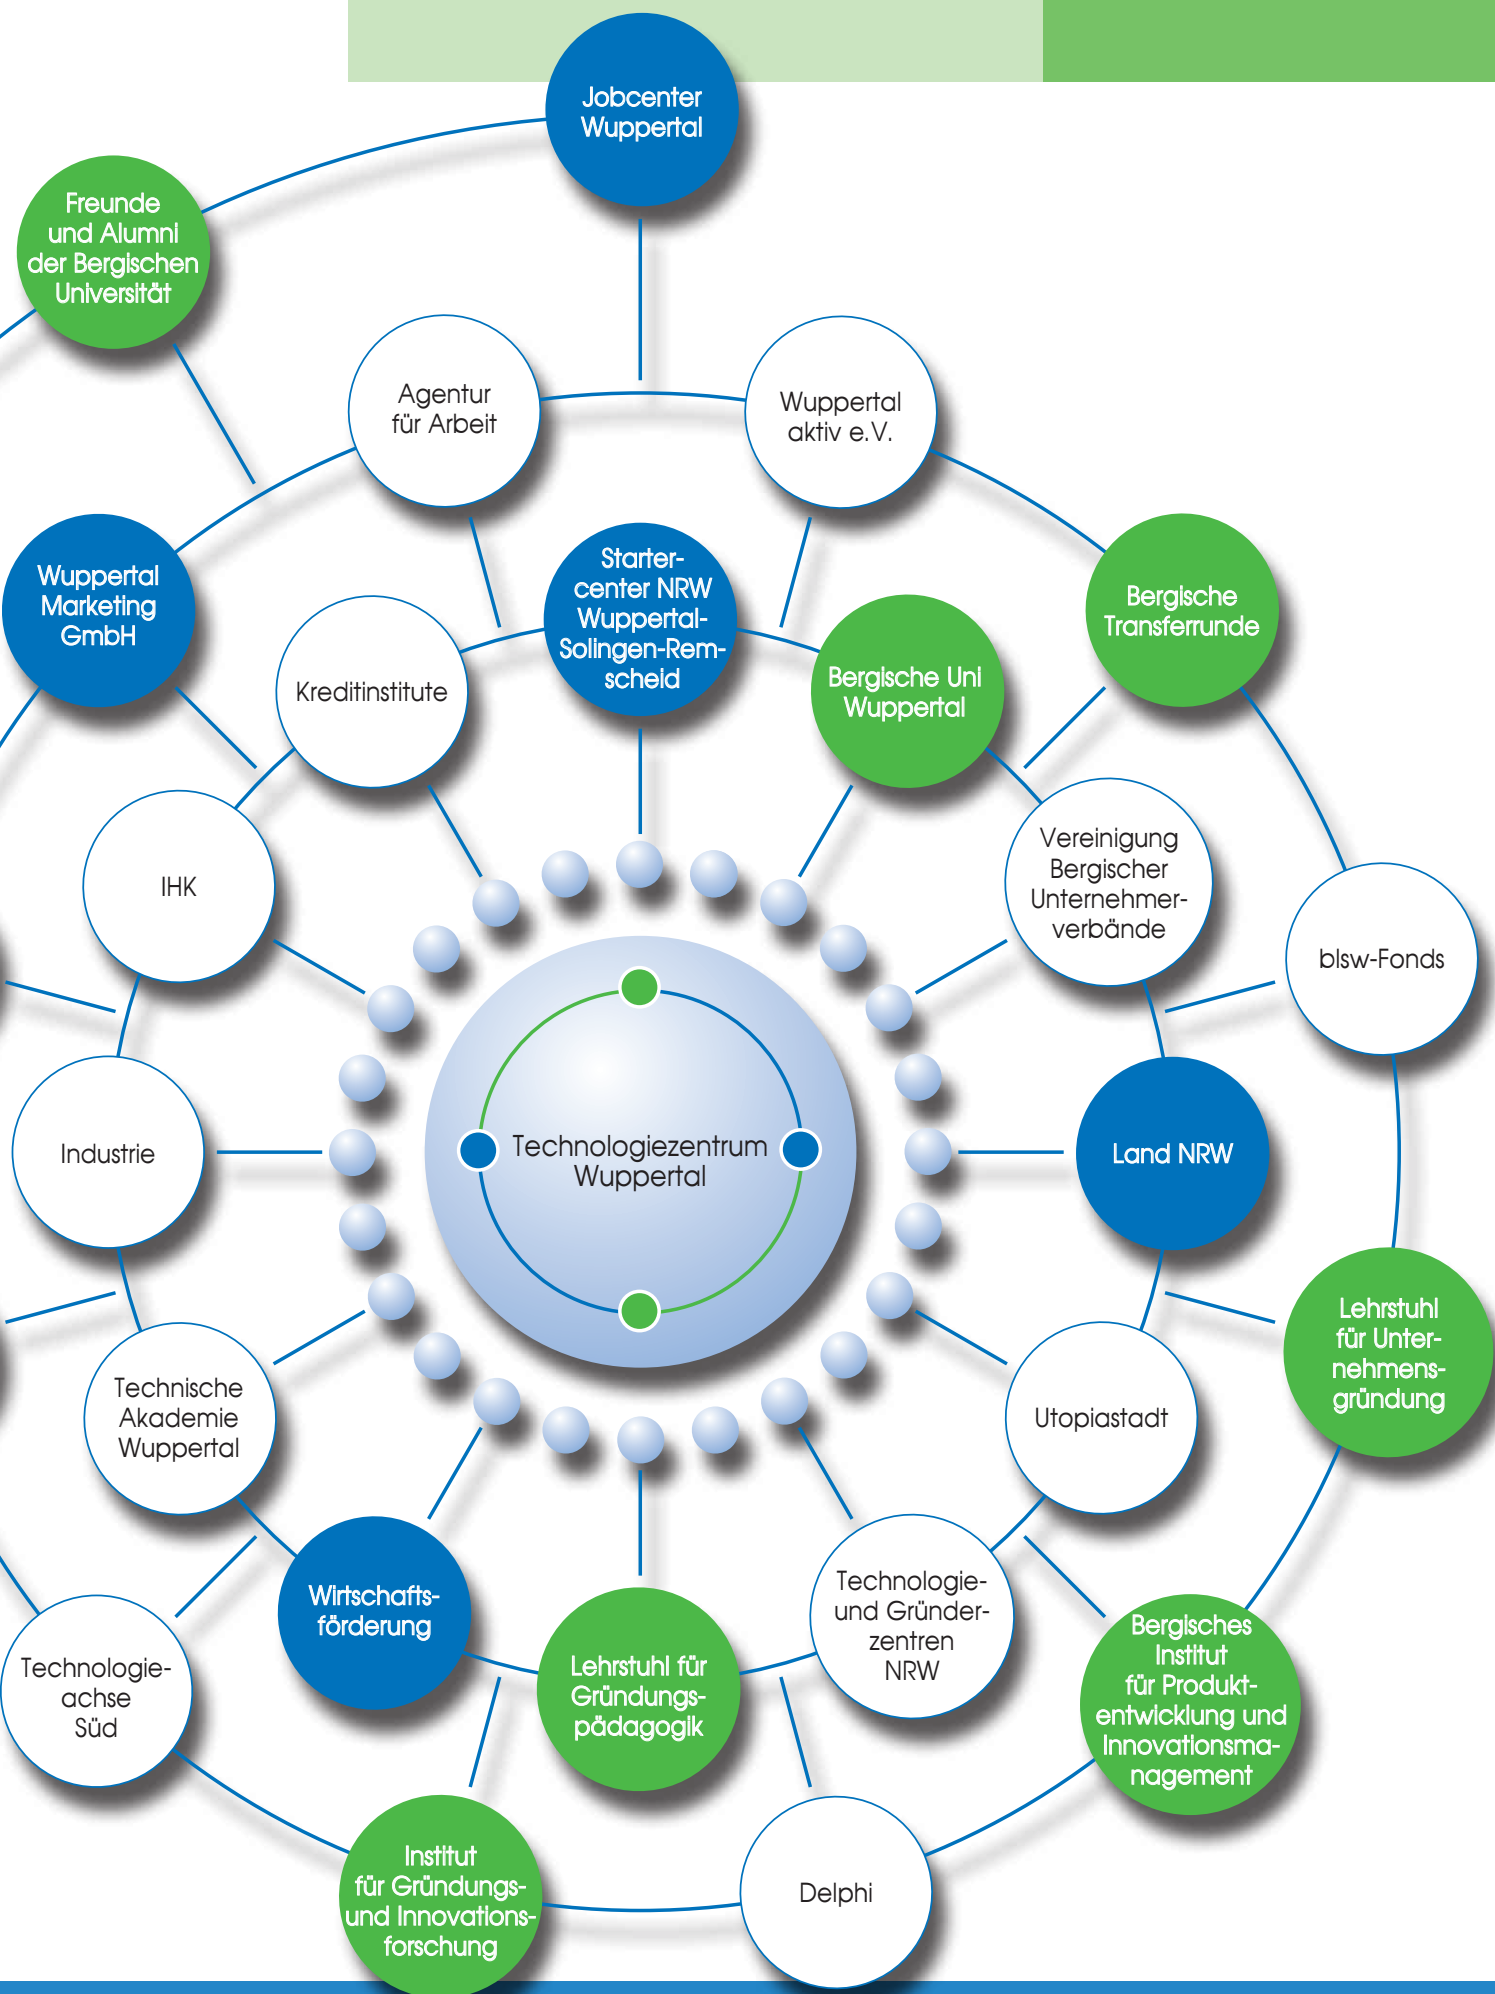 Jobcenter
Wuppertal
Freunde
und Alumni
der Bergischen
Universität
Agentur
für Arbeit
Wuppertal
aktiv e.V.
Wuppertal
Marketing
GmbH
Starter-
center NRW
Wuppertal-
Solingen-Rem-
scheid
Bergische
Transferrunde
Kreditinstitute
Bergische Uni
Wuppertal
IHK
Vereinigung
Bergischer
Unternehmer-
verbände
blsw-Fonds
Industrie
Technologiezentrum
Wuppertal
Land NRW
Lehrstuhl
für Unter-
nehmens-
gründung
Technische
Akademie
Wuppertal
Utopiastadt
Wirtschafts-
förderung
Technologie-
und Gründer-
zentren
NRW
Technologie-
achse
Süd
Lehrstuhl für
Gründungs-
pädagogik
Bergisches
Institut
für Produkt-
entwicklung und
Innovationsma-
nagement
Institut
für Gründungs-
und Innovations-
forschung
Delphi